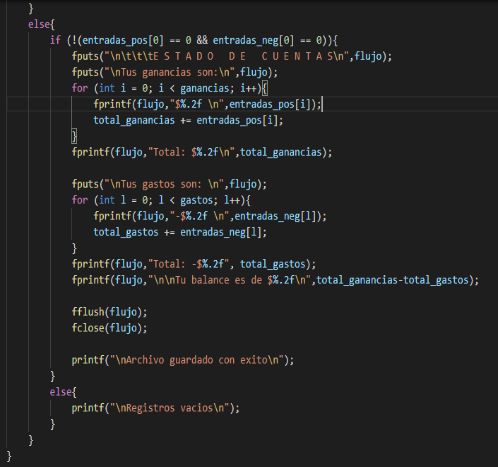 }
else{
if (!(entradas_pos[0] == 0 && entradas_neg[0] == 0)){
fputs("\n\t\t\tE S T A D O   D E   C U E N T A S\n",flujo);
fputs("\nTus ganancias son:\n",flujo);
for (int i = 0; i < ganancias; i++){
fprintf(flujo,"$%.2f \n",entradas_pos[i]);
total_ganancias += entradas_pos[i];
}
fprintf(flujo,"Total: $%.2f\n",total_ganancias);
fputs("\nTus gastos son: \n",flujo);
for (int l = 0; l < gastos; l++){
fprintf(flujo,"-$%.2f \n",entradas_neg[l]);
total_gastos += entradas_neg[l];
}
fprintf(flujo,"Total: -$%.2f", total_gastos);
fprintf(flujo,"\n\nTu balance es de $%.2f\n",total_ganancias-total_gastos);
fflush(flujo);
fclose(flujo);
printf("\nArchivo guardado con exito\n");
}
else{
printf("\nRegistros vacios\n");
}
}
}